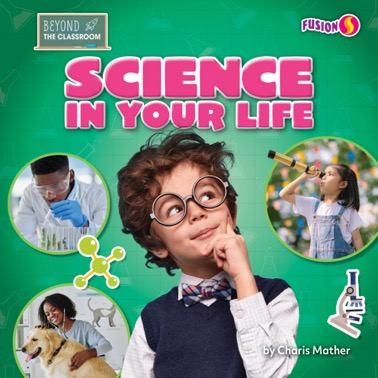 BEYOND
THE CLASSROOM
FUSION
SCIENCE
IN YOUR LIFE
by Charis Mather